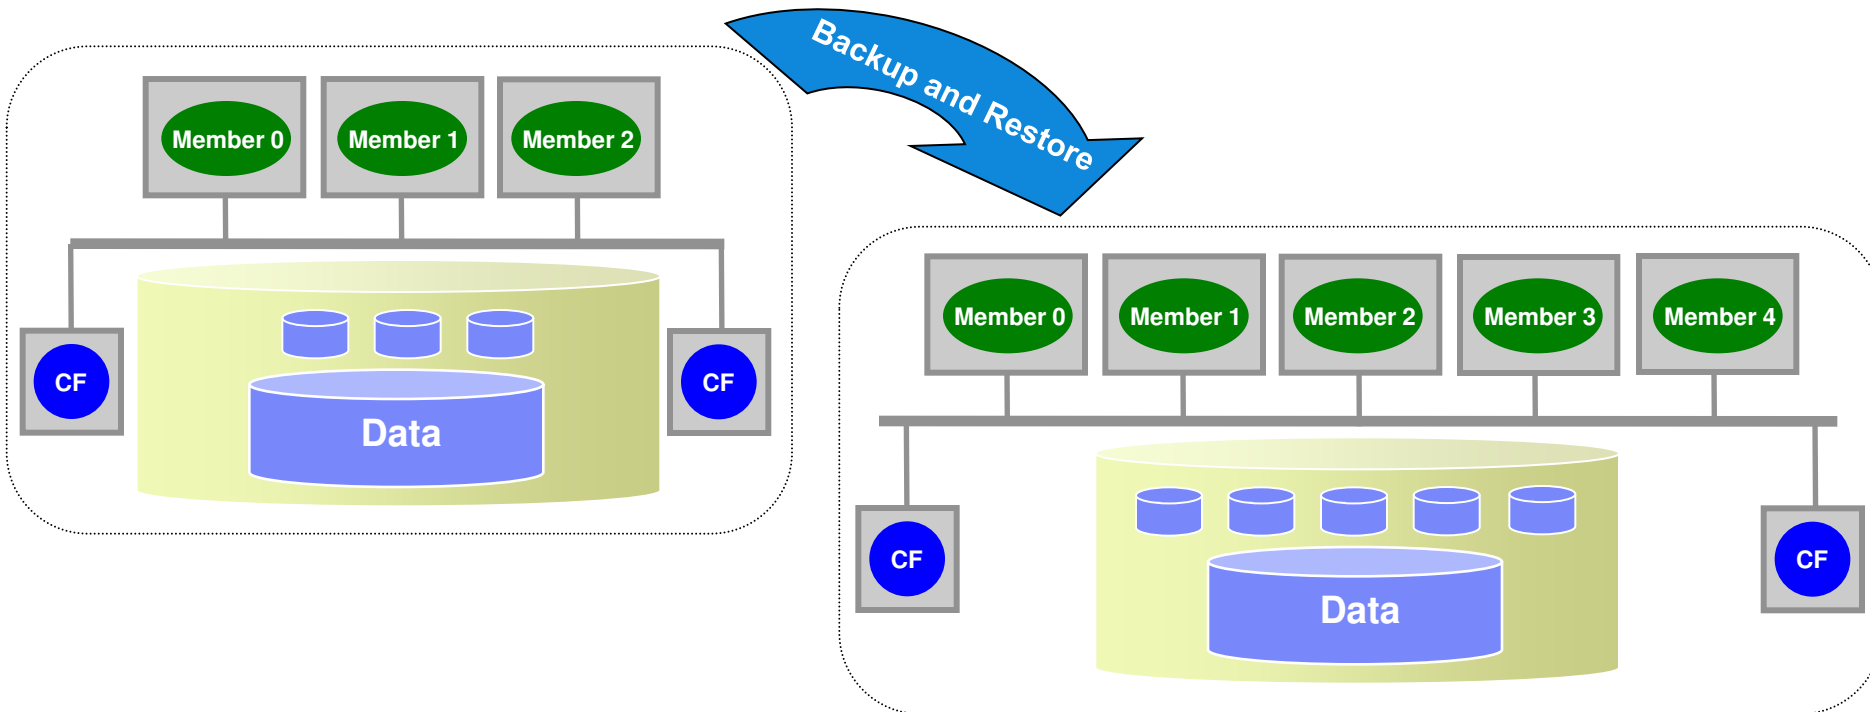 Backup and Restore
Member 0
Member 1
Member 2
CF
CF
Data
Member 0
Member 1
Member 2
Member 3
Member 4
CF
CF
Data